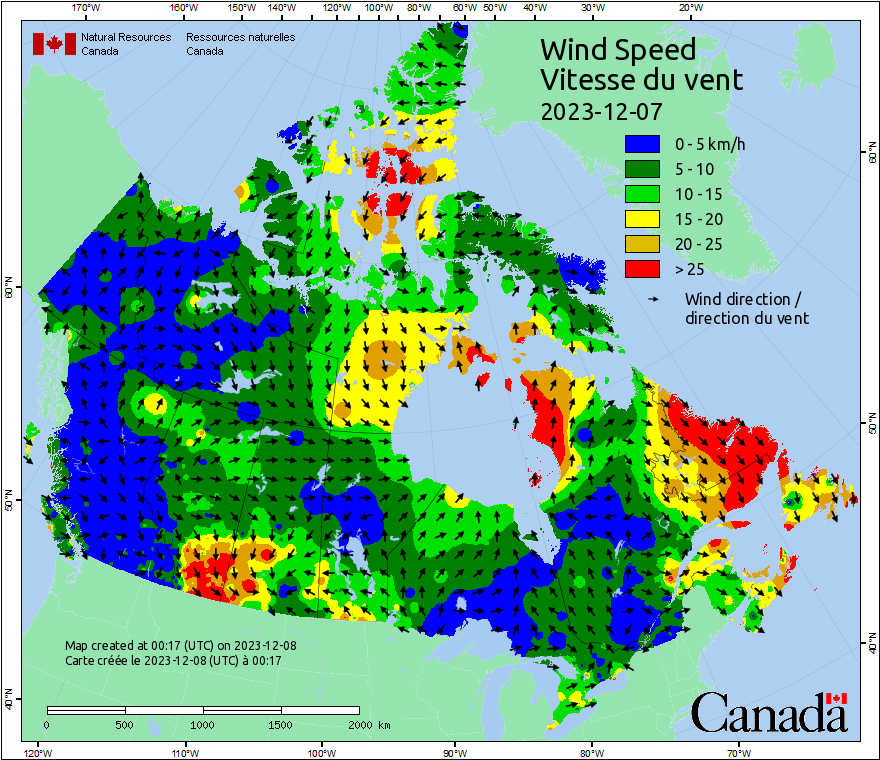 170°W 160°W 150°W 140°W 120°W 100°W 80°W 60°W 50°W 40°W 30°W 20°W
Natural Resources Canada
Ressources naturelles Canada
Wind Speed
Vitesse du vent
2023-12-07
0 - 5 km/h
5 - 10
10 - 15
15 - 20
20 - 25
> 25
Wind direction /
direction du vent
60°N
50°N
40°N
60°N
50°N
40°N
Map created at 00:17 (UTC) on 2023-12-08
Carte créée le 2023-12-08 (UTC) à 00:17
0 500 1000 1500 2000 km
Canada
120°W 110°W 100°W 90°W 80°W 70°W